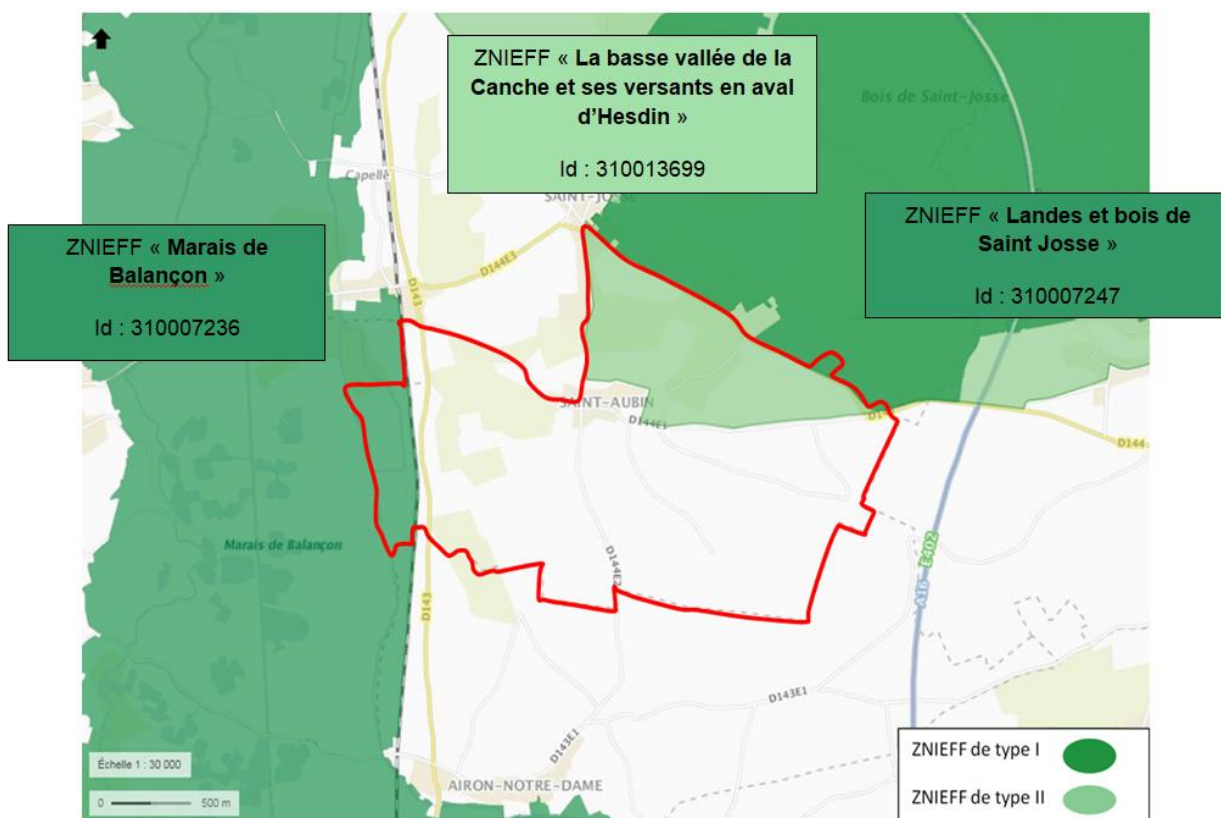 ZNIEFF « La basse vallée de la
Canche et ses versants en aval
d’Hesdin »
Id : 310013699
Bois de Saint-Josse
Capelle
ZNIEFF « Landes et bois de
Saint Josse »
Id : 310007247
ZNIEFF « Marais de
Balançon »
Id : 310007236
D144E3
D143
SAINT-AUBIN
D144E1
D144
Marais de Balançon
D144E2
D143
E402
A16
D143E1
D143E1
AIRON-NOTRE-DAME
Échelle 1 : 30 000
0
500 m
ZNIEFF de type I
ZNIEFF de type II